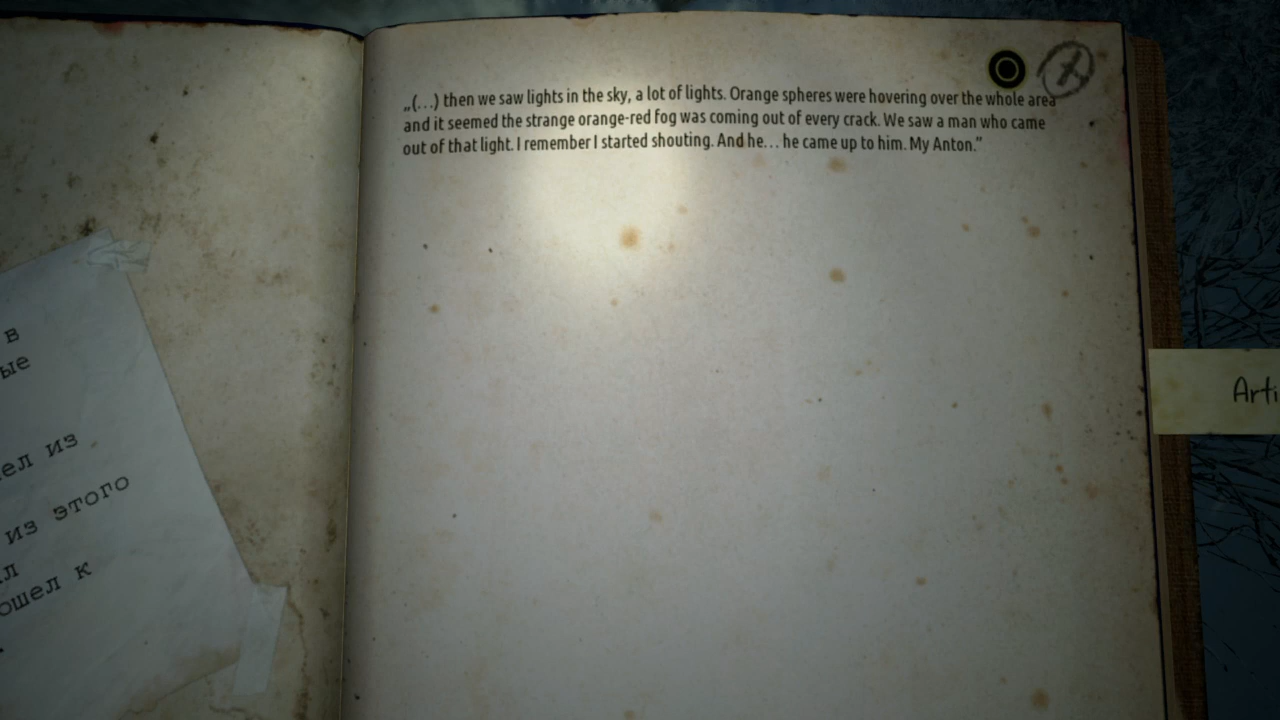 в
ые
ел из
из этого
л
ошел к
„(...) then we saw lights in the sky, a lot of lights. Orange spheres were hovering over the whole area
and it seemed the strange orange-red fog was coming out of every crack. We saw a man who came
out of that light. I remember I started shouting. And he... he came up to him. My Anton."
Arti